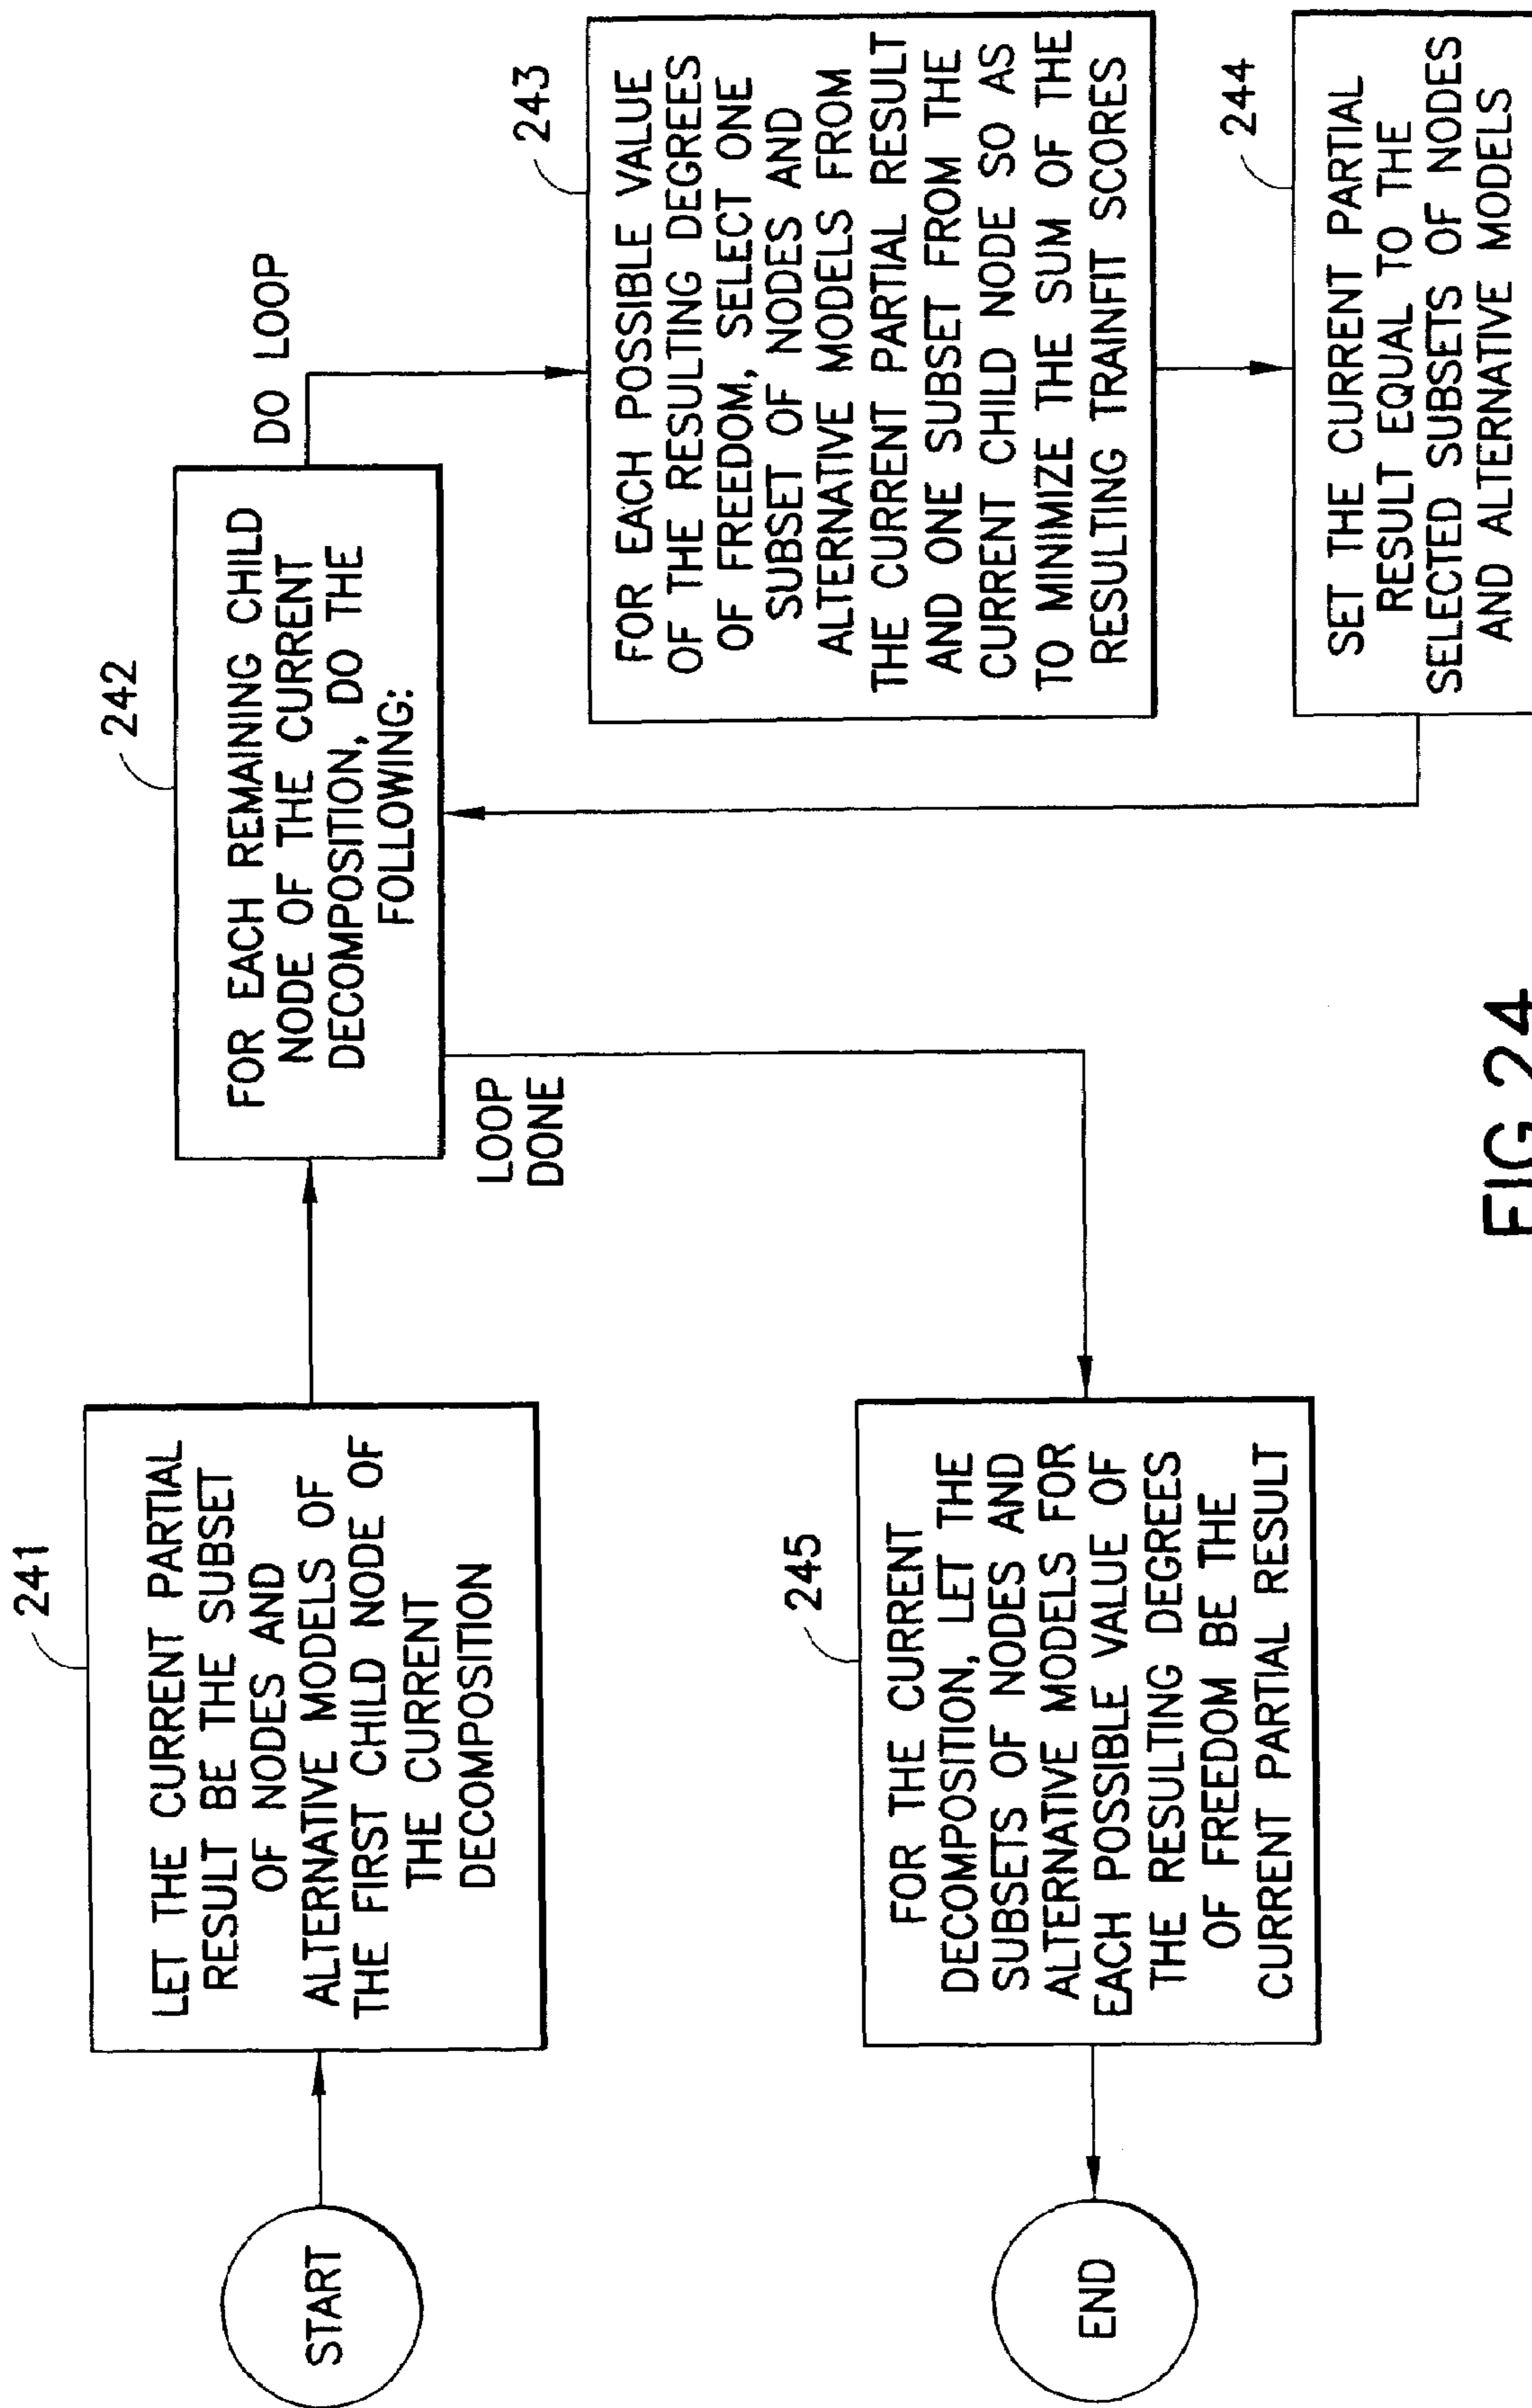 241
START
LET THE CURRENT PARTIAL
RESULT BE THE SUBSET
OF NODES AND
ALTERNATIVE MODELS OF
THE FIRST CHILD NODE OF
THE CURRENT
DECOMPOSITION
242
FOR EACH REMAINING CHILD
NODE OF THE CURRENT
DECOMPOSITION, DO THE
FOLLOWING:
DO LOOP
LOOP
DONE
243
FOR EACH POSSIBLE VALUE
OF THE RESULTING DEGREES
OF FREEDOM, SELECT ONE
SUBSET OF NODES AND
ALTERNATIVE MODELS FROM
THE CURRENT PARTIAL RESULT
AND ONE SUBSET FROM THE
CURRENT CHILD NODE SO AS
TO MINIMIZE THE SUM OF THE
RESULTING TRAINFIT SCORES
244
SET THE CURRENT PARTIAL
RESULT EQUAL TO THE
SELECTED SUBSETS OF NODES
AND ALTERNATIVE MODELS
245
FOR THE CURRENT
DECOMPOSITION, LET THE
SUBSETS OF NODES AND
ALTERNATIVE MODELS FOR
EACH POSSIBLE VALUE OF
THE RESULTING DEGREES
OF FREEDOM BE THE
CURRENT PARTIAL RESULT
END
FIG.24